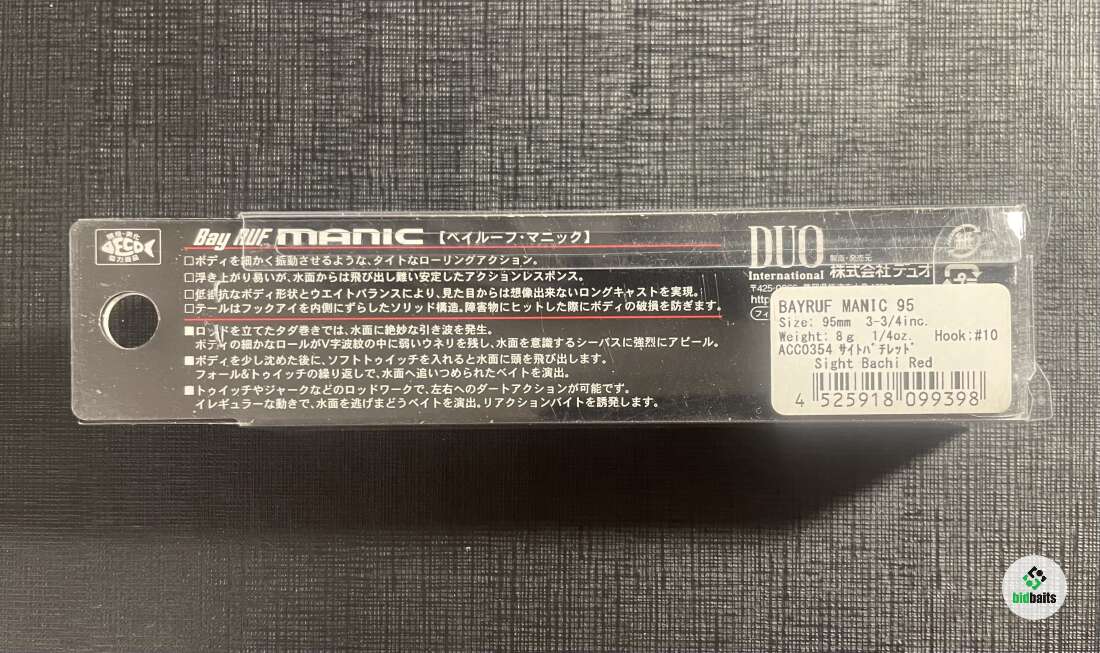 ECO
Bay RUF manic【ベイルーフ・マニック】
□ボディを細かく振動させるような、タイトなローリングアクション。
□浮き上がり易いが、水面からは飛び出し難い安定したアクションレスポンス。
□低抵抗なボディ形状とウエイトバランスにより、見た目からは想像出来ないロングキャストを実現。
□テールはフックアイを内側にずらしたソリッド構造。障害物にヒットした際にボディの破損を防ぎます。
■ロッドを立てたタダ巻きでは、水面に絶妙な引き波を発生。
ボディの細かなロールがV字波紋の中に弱いウネリを残し、水面を意識するシーバスに強烈にアピール。
■ボディを少し沈めた後に、ソフトトゥイッチを入れると水面に頭を飛び出します。
フォール&トゥイッチの繰り返しで、水面へ追いつめられたベイトを演出。
■トゥイッチやジャークなどのロッドワークで、左右へのダートアクションが可能です。
イレギュラーな動きで、水面を逃げまどうベイトを演出。リアクションバイトを誘発します。
DUO
International
製造・発売元
株式会社デュオ
紙
BAYRUF MANIC 95
Size: 95mm 3-3/4inc.
Weight: 8g 1/4oz. Hook:#10
ACC0354 ｻｲﾄﾊﾞﾁﾚｯﾄﾞ
Sight Bachi Red
4 525918 099398
bidbaits